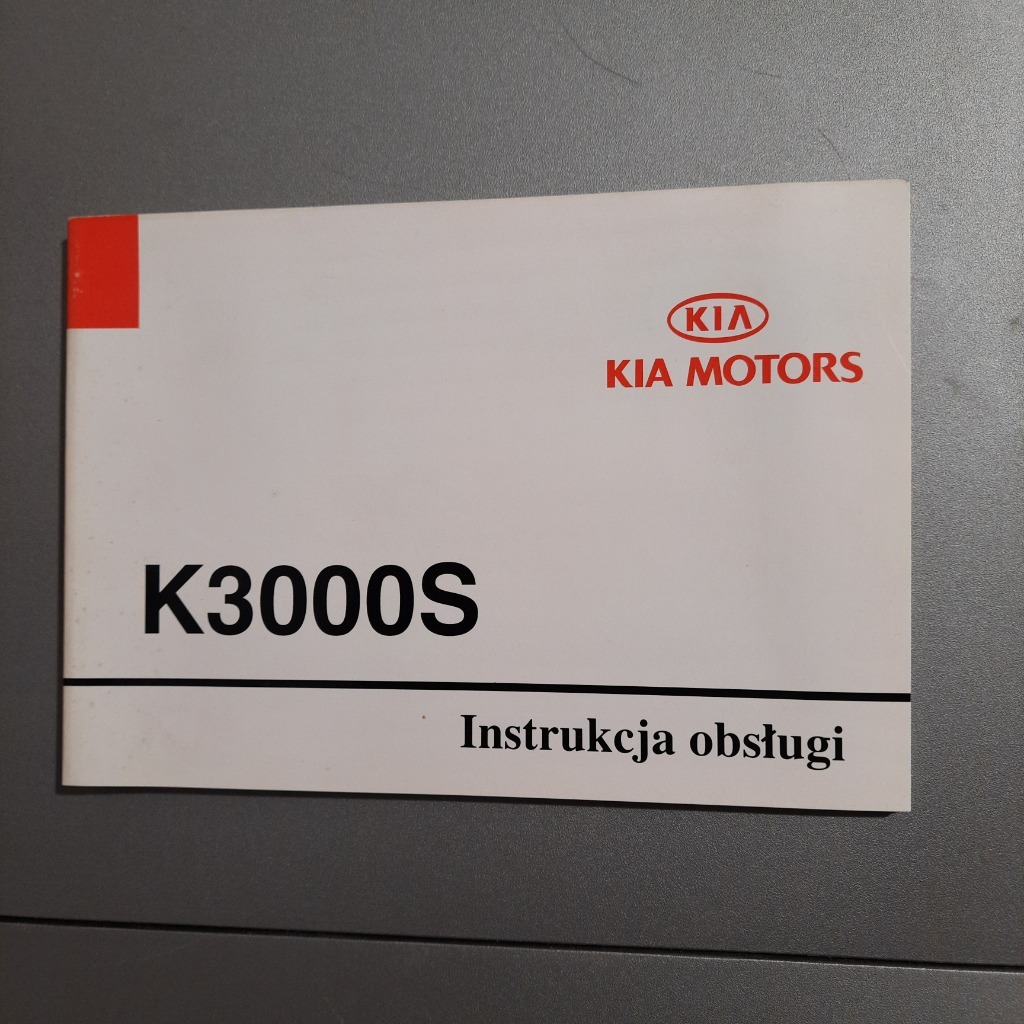 KIA
KIA MOTORS
K3000S
Instrukcja obsługi